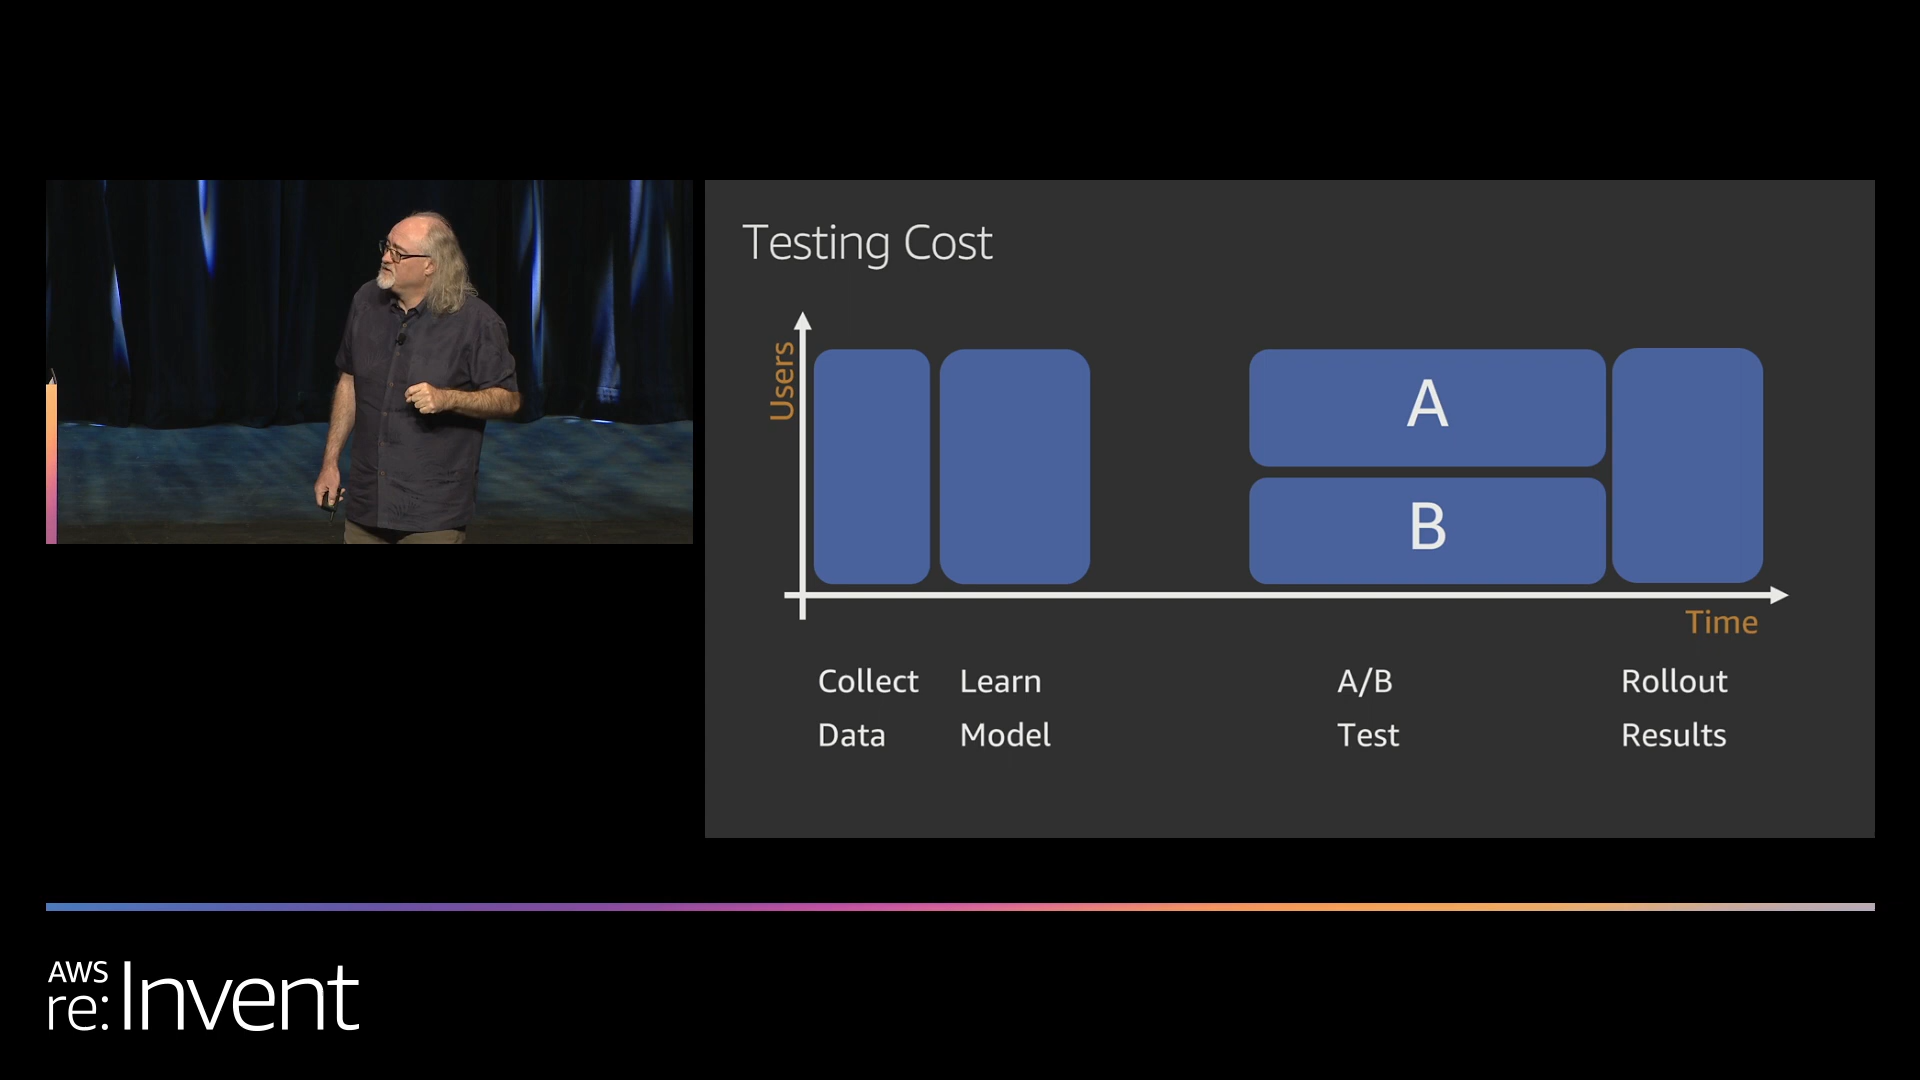 Testing Cost
Users
A
B
Time
Collect
Data
Learn
Model
A/B
Test
Rollout
Results
AWS
re:Invent